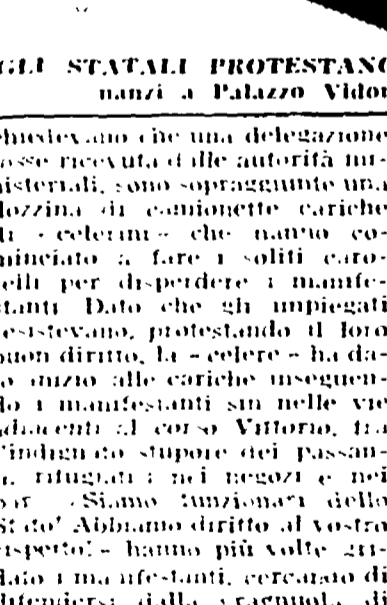 GLI STATALI PROTESTANO
nanzi a Palazzo Vidon
chiedevano che una delegazione
fosse ricevuta dalle autorità mi-
nisteriali, sono sopraggiunte una
dozzina di camionette cariche
di « celerini » che hanno co-
minciato a fare i soliti caro-
selli per disperdere i manife-
stanti. Dato che gli impiegati
resistevano, protestando il loro
buon diritto, la « celere » ha da-
to inizio alle cariche inseguen-
do i manifestanti sin nelle vie
adiacenti al corso Vittorio, tra
l'indignato stupore dei passan-
ti, rifugiati nei negozi e nei
bar. « Siamo funzionari dello
Stato! Abbiamo diritto al vostro
rispetto! » hanno più volte gri-
dato i manifestanti, cercando di
difendersi dalla gragnuola di